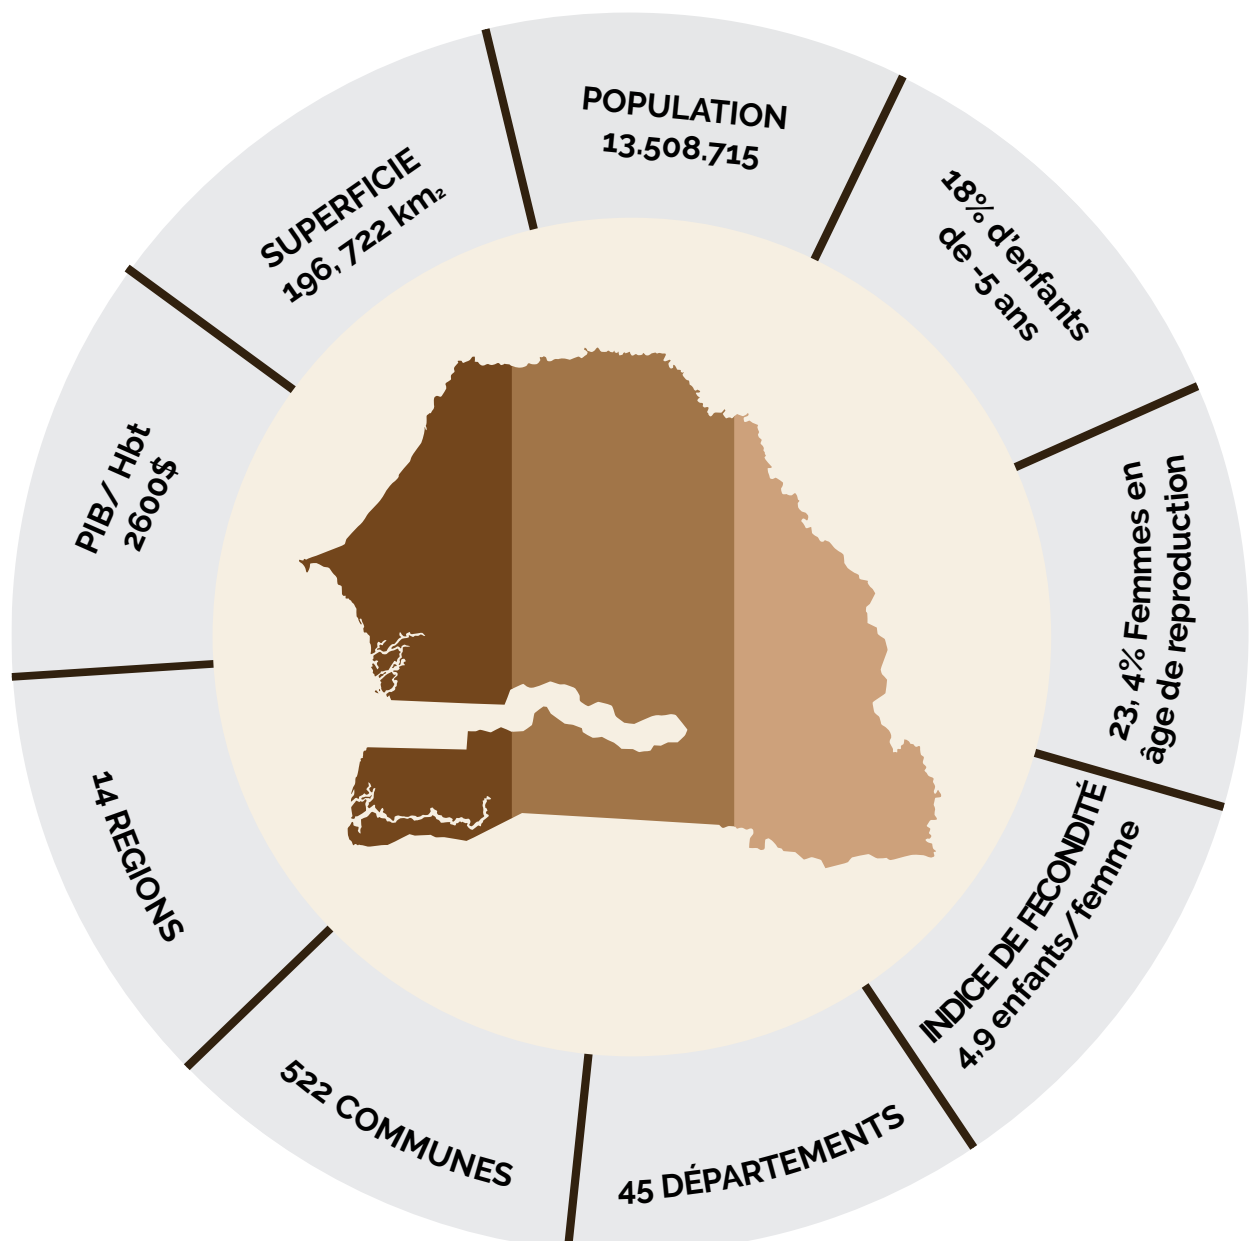 POPULATION
13.508.715
18% d'enfants
de -5 ans
23, 4% Femmes en
âge de reproduction
INDICE DE FECONDITÉ
4,9 enfants/femme
45 DÉPARTEMENTS
522 COMMUNES
14 REGIONS
PIB/ Hbt
2600$
SUPERFICIE
196, 722 km₂